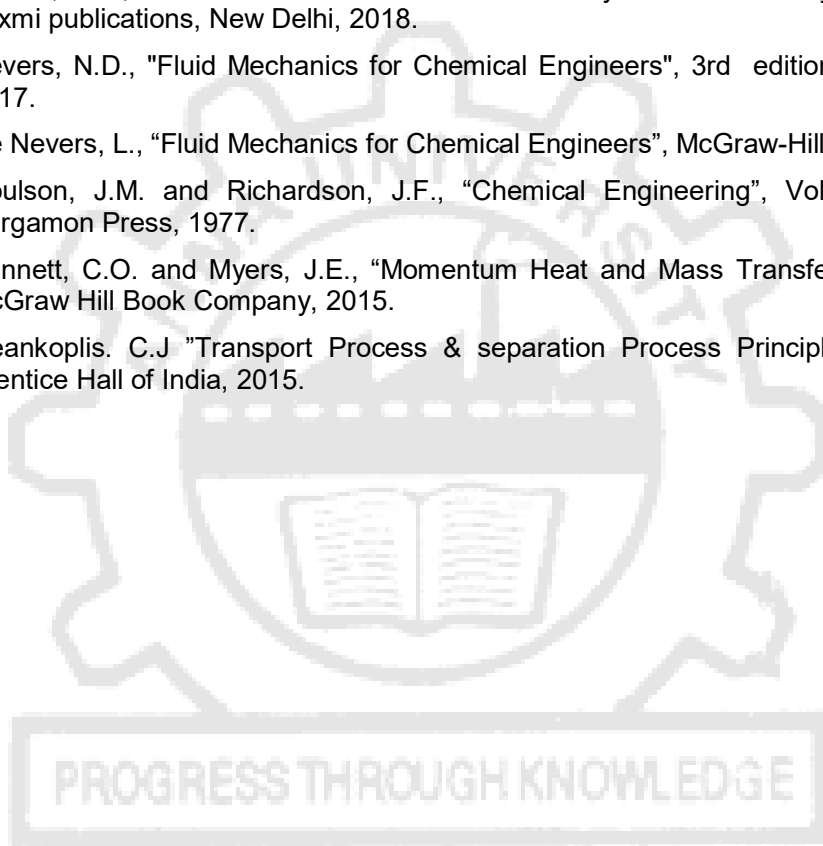 xmi publications, New Delhi, 2018.
evers, N.D., "Fluid Mechanics for Chemical Engineers", 3rd edition
17.
e Nevers, L., “Fluid Mechanics for Chemical Engineers”, McGraw-Hill
oulson, J.M. and Richardson, J.F., “Chemical Engineering”, Vol
ergamon Press, 1977.
nnett, C.O. and Myers, J.E., “Momentum Heat and Mass Transfe
cGraw Hill Book Company, 2015.
eankoplis. C.J ”Transport Process & separation Process Principl
entice Hall of India, 2015.
UNIVERSITY
PROGRESS THROUGH KNOWLEDGE